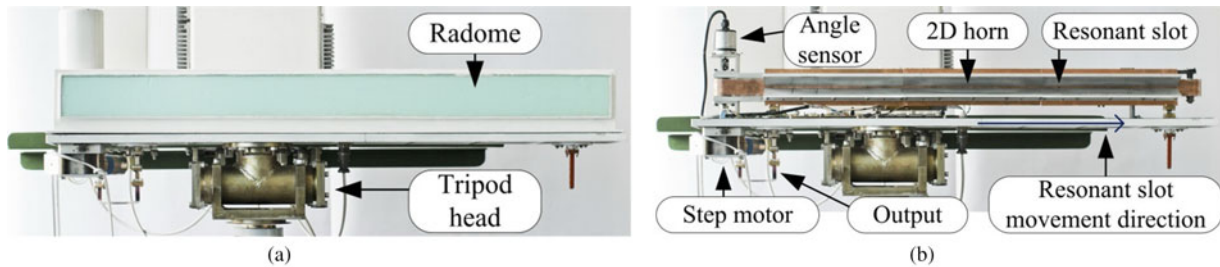 Radome
Tripod
head
(a)
Angle
sensor
2D horn
Resonant slot
Step motor
Output
Resonant slot
movement direction
(b)